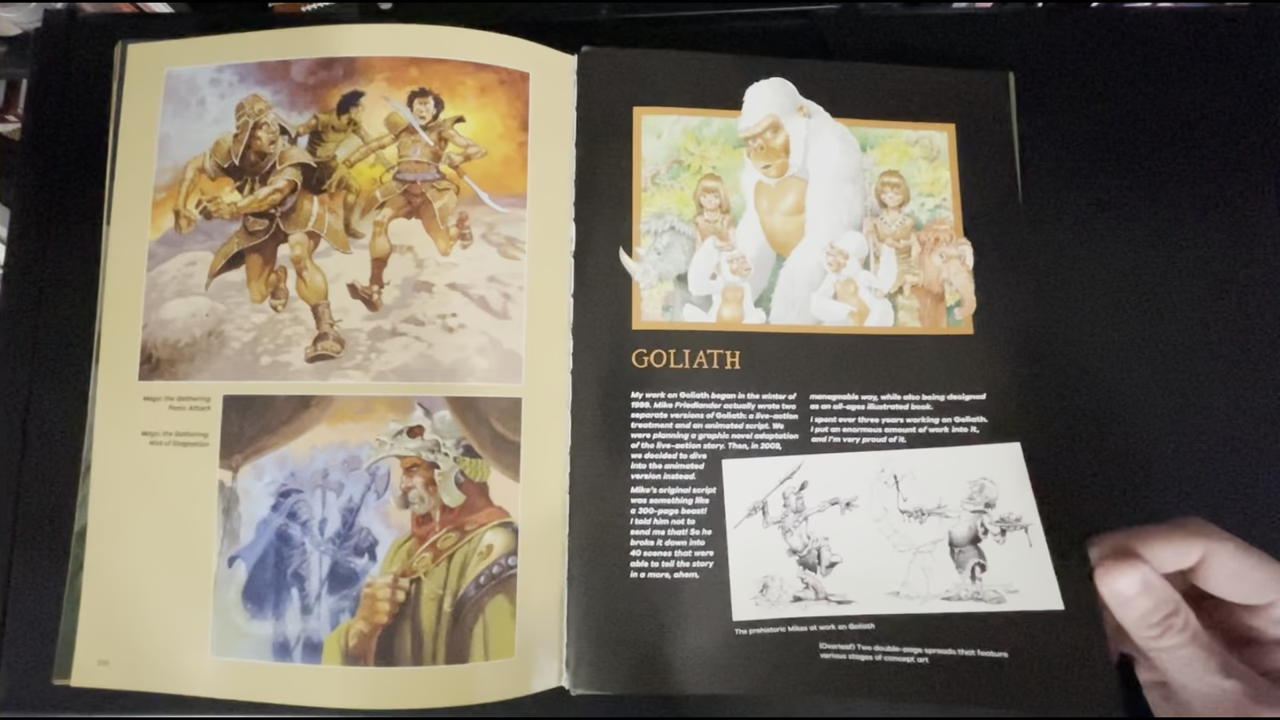 Magic the Gathering:
Panic Attack
Magic the Gathering:
Mist of Stagnation
GOLIATH
My work on Goliath began in the winter of
1999. Mike Friedlander actually wrote two
separate versions of Goliath: a live-action
treatment and an animated script. We
were planning a graphic novel adaptation
of the live-action story. Then, in 2009,
we decided to dive
into the animated
version instead.
Mike's original script
was something like
a 300-page beast!
I told him not to
send me that! So he
broke it down into
40 scenes that were
able to tell the story
in a more, ahem,
manageable way, while also being designed
as an all-ages illustrated book.
I spent over three years working on Goliath.
I put an enormous amount of work into it,
and I'm very proud of it.
The prehistoric Mikes at work on Goliath
(Overleaf) Two double-page spreads that feature
various stages of concept art